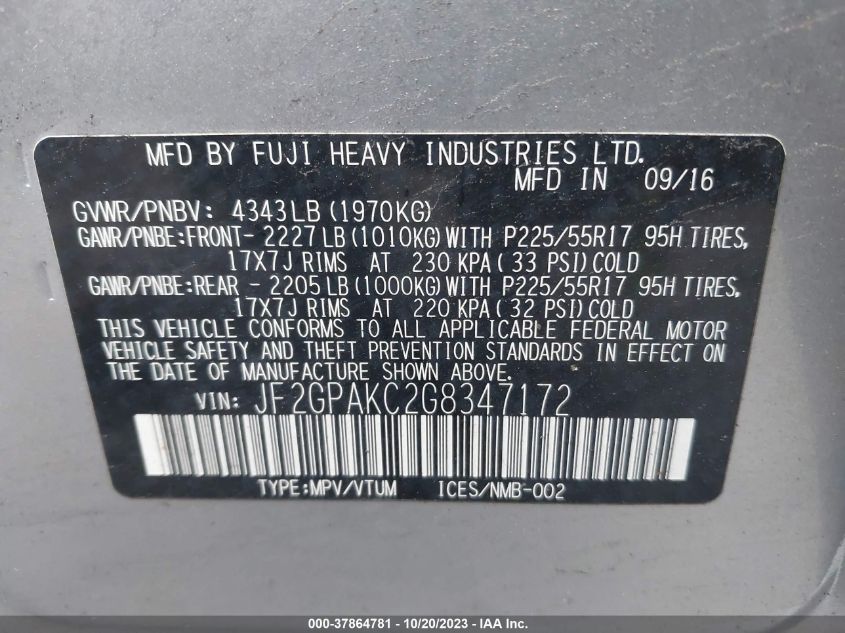 MFD BY FUJI HEAVY INDUSTRIES LTD.
MFD IN 09/16
GVWR/PNBV: 4343LB(1970KG)
GAWR/PNBE:FRONT- 2227LB(1010KG)WITH P225/55R17 95H TIRES,
17X7J RIMS AT 230 KPA( 33 PSI)COLD
GAWR/PNBE:REAR - 2205LB(1000KG)WITH P225/55R17 95H TIRES,
17X7J RIMS AT 220 KPA( 32 PSI)COLD
THIS VEHICLE CONFORMS TO ALL APPLICABLE FEDERAL MOTOR
VEHICLE SAFETY AND THEFT PREVENTION STANDARDS IN EFFECT ON
THE DATE OF MANUFACTURE SHOWN ABOVE.
VIN: JF2GPAKC2G8347172
TYPE:MPV/VTUM ICES/NMB-002
000-37864781 - 10/20/2023 - IAA Inc.